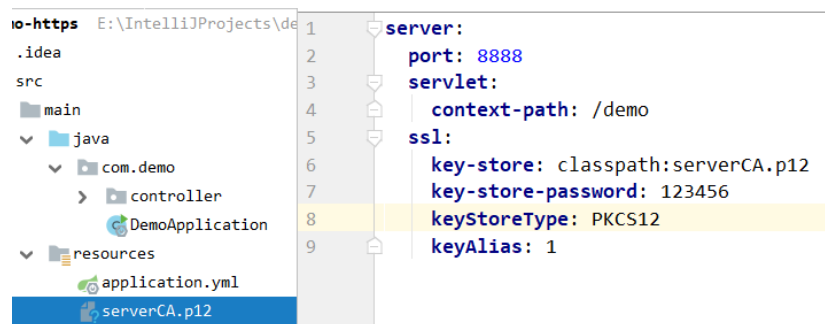 o-https E:\IntelliJProjects\de
.idea
src
main
java
com.demo
controller
DemoApplication
resources
application.yml
serverCA.p12
1 server:
2 port: 8888
3 servlet:
4 context-path: /demo
5 ssl:
6 key-store: classpath:serverCA.p12
7 key-store-password: 123456
8 keyStoreType: PKCS12
9 keyAlias: 1